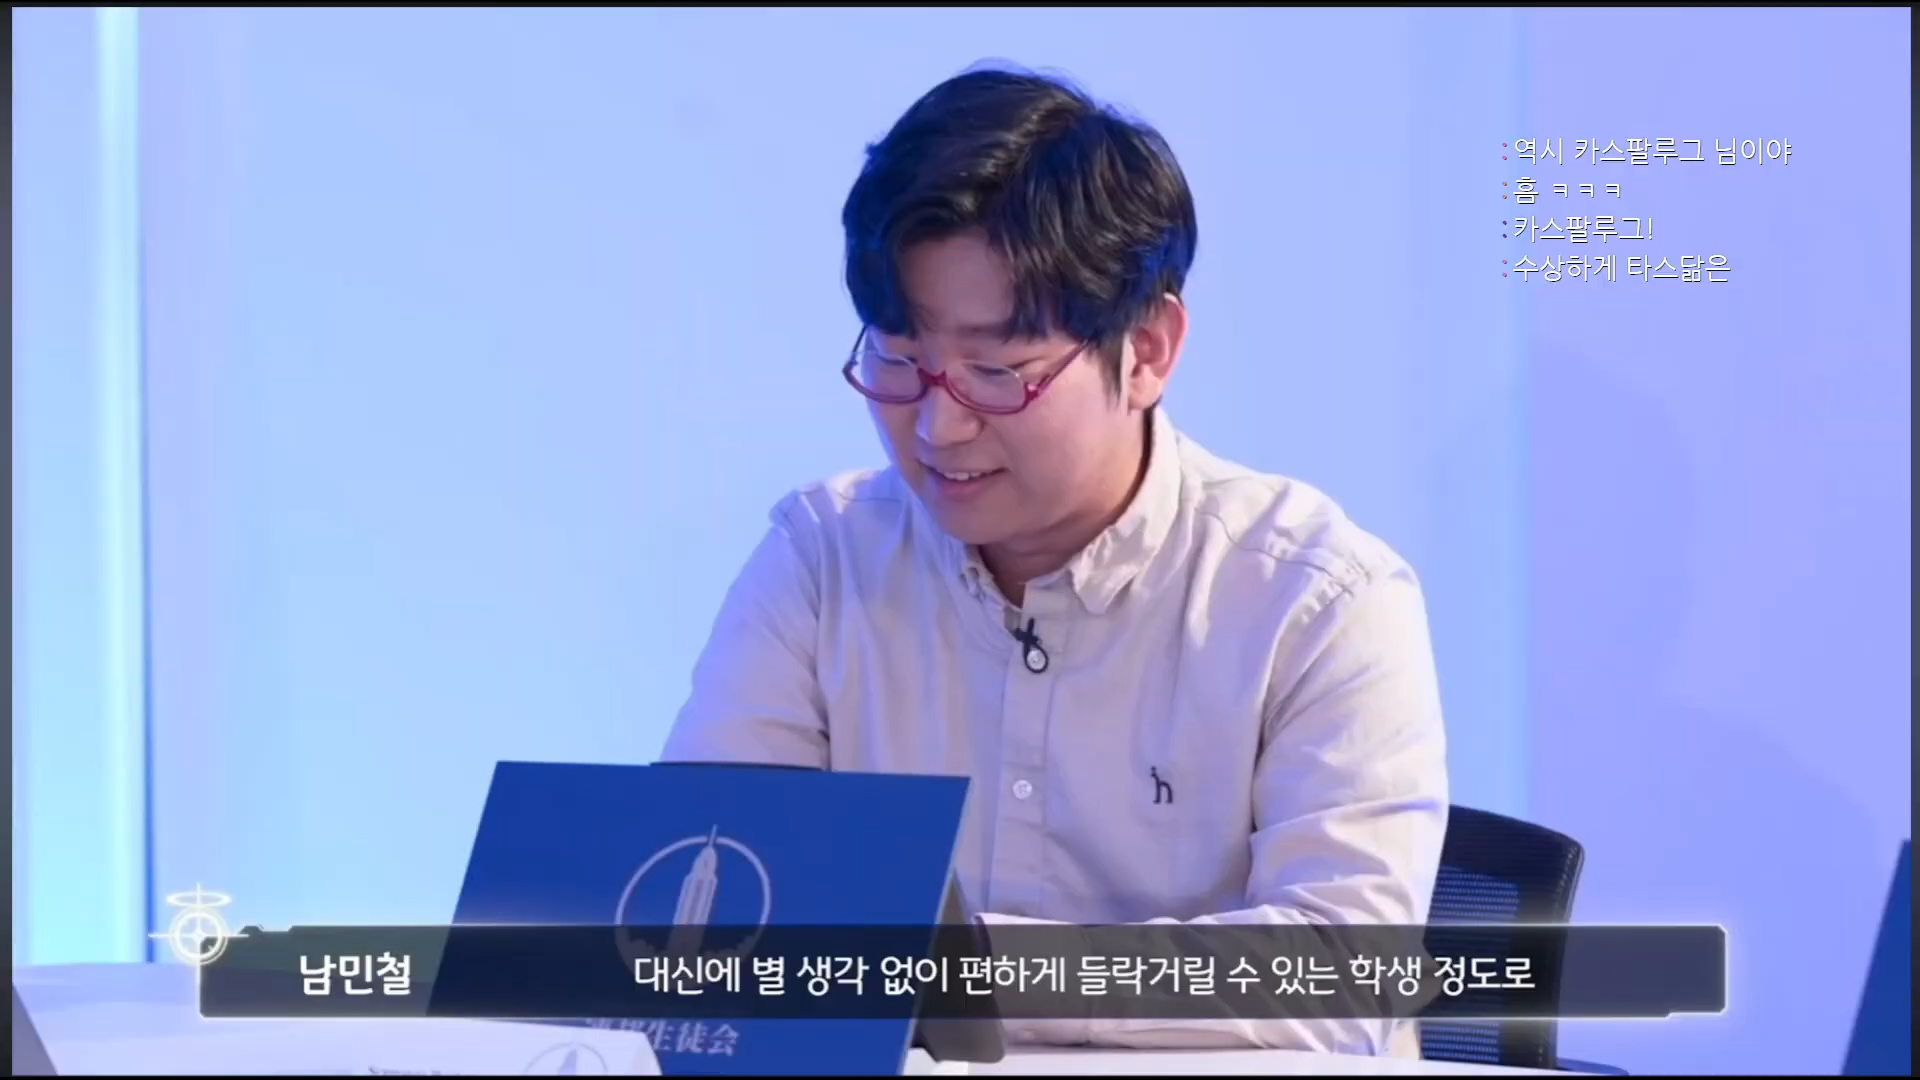 : 역시 카스팔루그 님이야
: 홈 ㅋㅋㅋ
: 카스팔루그!
: 수상하게 타스닮은
남민철
대신에 별 생각 없이 편하게 들락거릴 수 있는 학생 정도로
生徒会